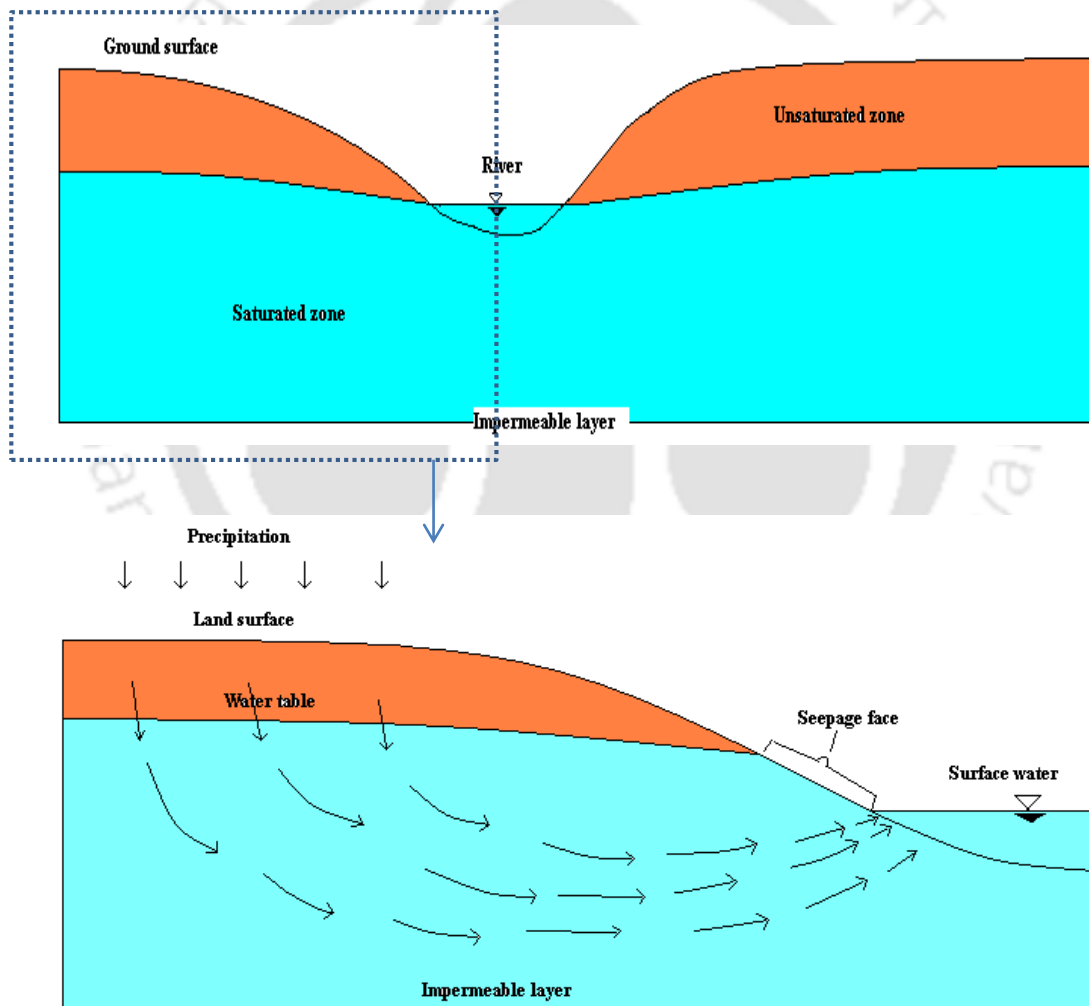 Ground surface
Unsaturated zone
River
Saturated zone
Impermeable layer
Precipitation
Land surface
Water table
Seepage face
Surface water
Impermeable layer